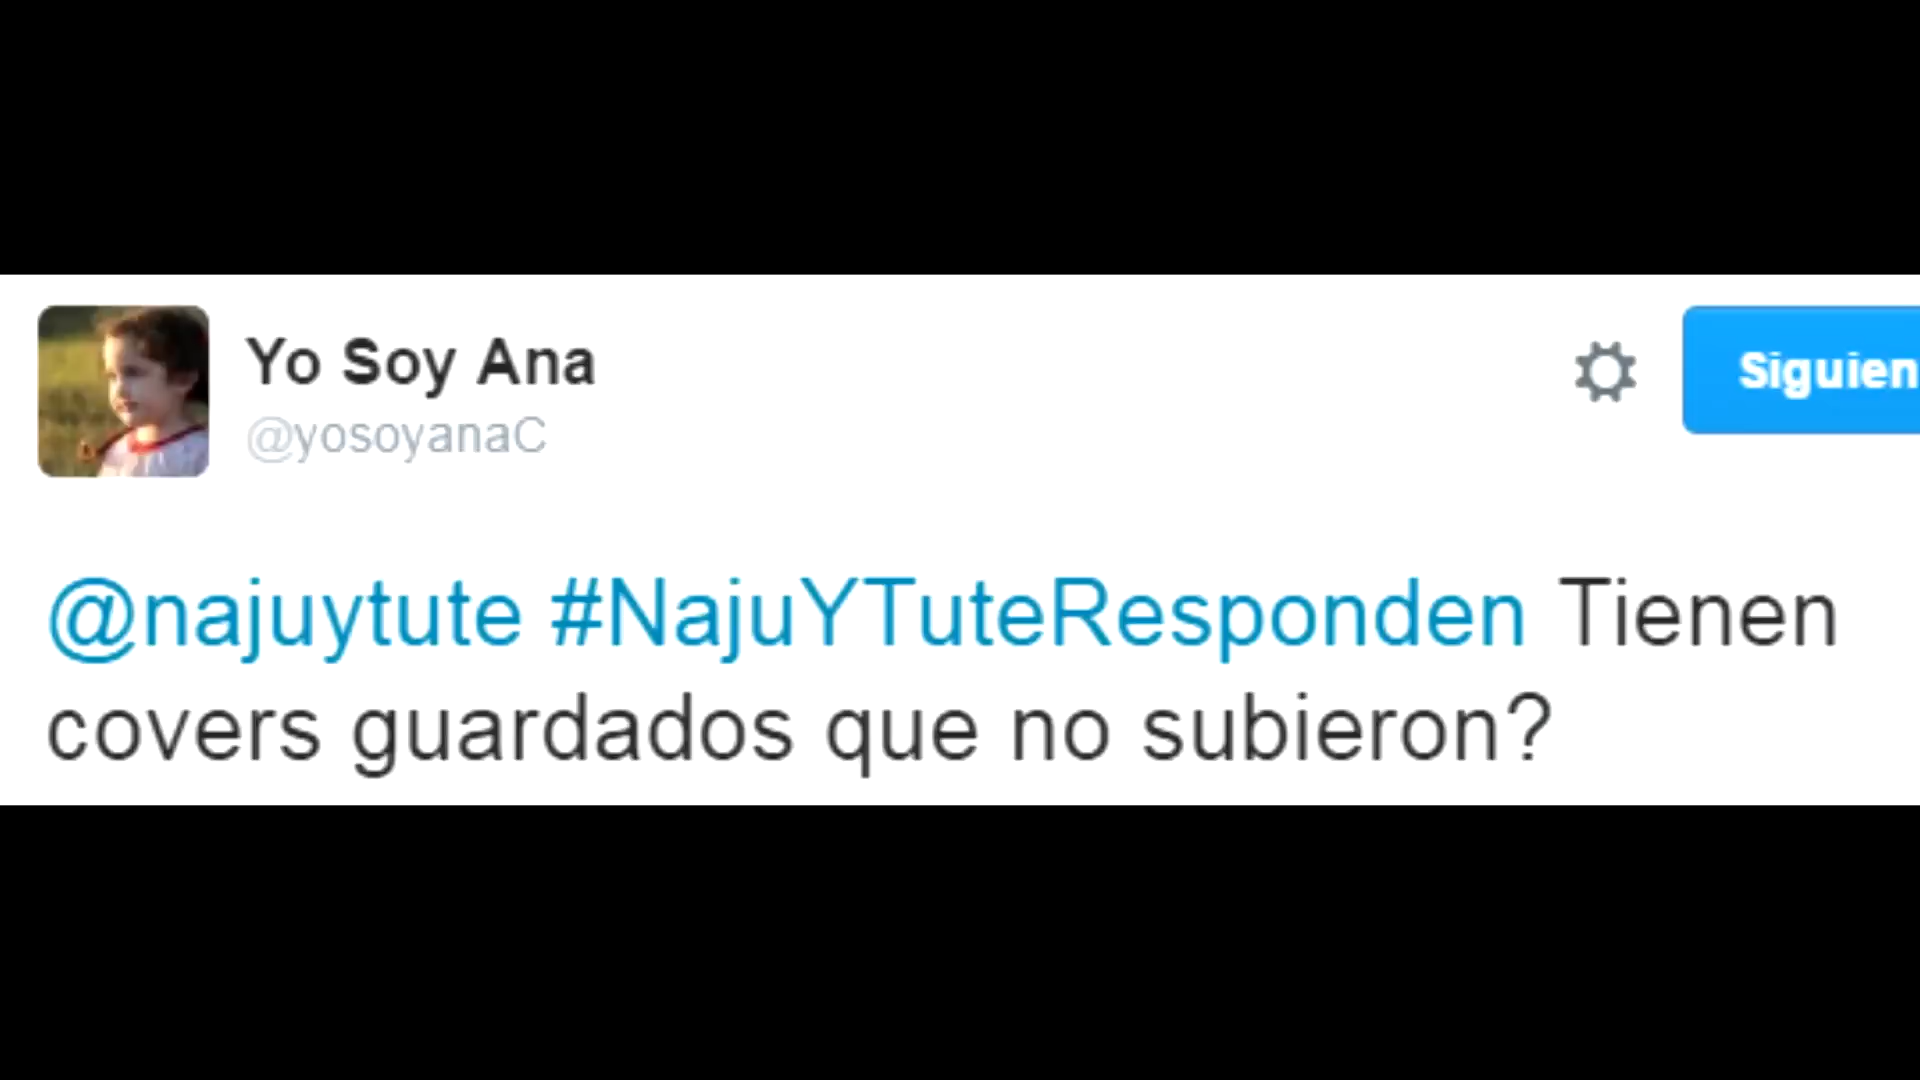 Yo Soy Ana
@yosoyanaC
Siguien
@najuytute #NajuYTuteResponden Tienen
covers guardados que no subieron?